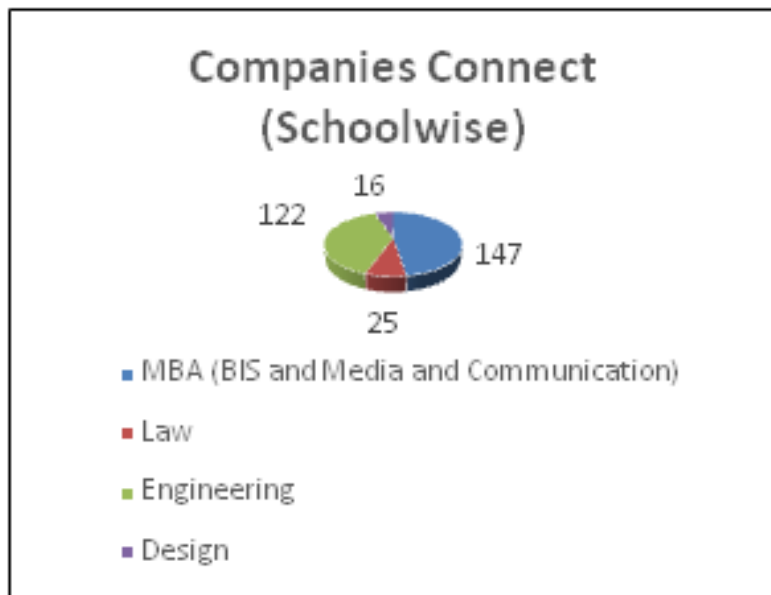 Companies Connect
(Schoolwise)
16
122
147
25
MBA (BIS and Media and Communication)
Law
Engineering
Design